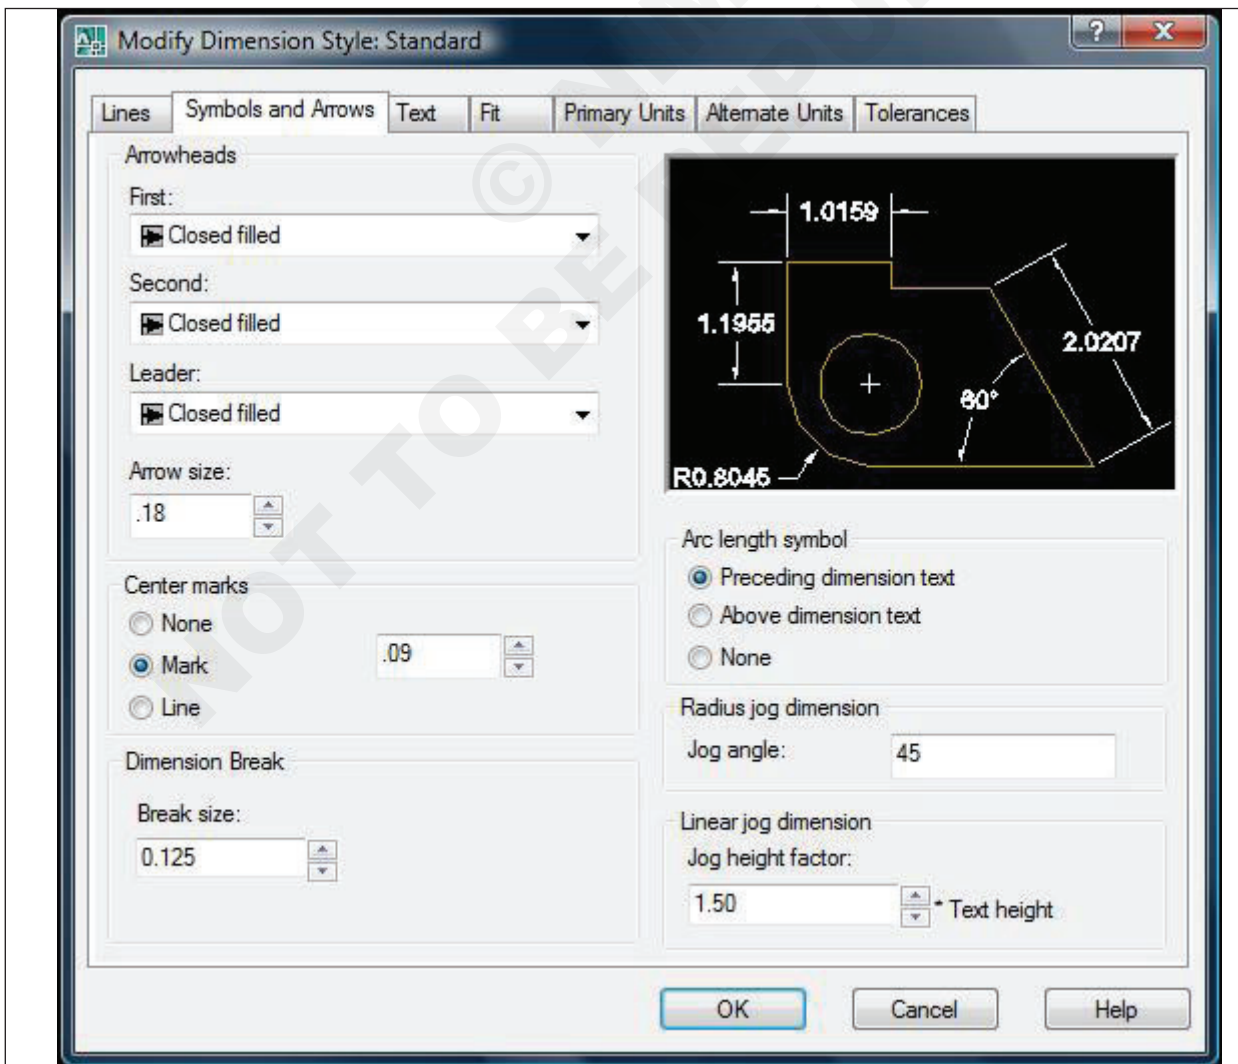 Modify Dimension Style: Standard
?
X
Lines Symbols and Arrows Text Fit Primary Units Alternate Units Tolerances
Arrowheads
First:
Closed filled
Second:
Closed filled
Leader:
Closed filled
Arrow size:
.18
Center marks
None
Mark
.09
Line
Dimension Break
Break size:
0.125
1.0159
1.1955
2.0207
60°
R0.8045
Arc length symbol
Preceding dimension text
Above dimension text
None
Radius jog dimension
Jog angle:
45
Linear jog dimension
Jog height factor:
1.50
* Text height
OK Cancel Help
©
NOT TO BE